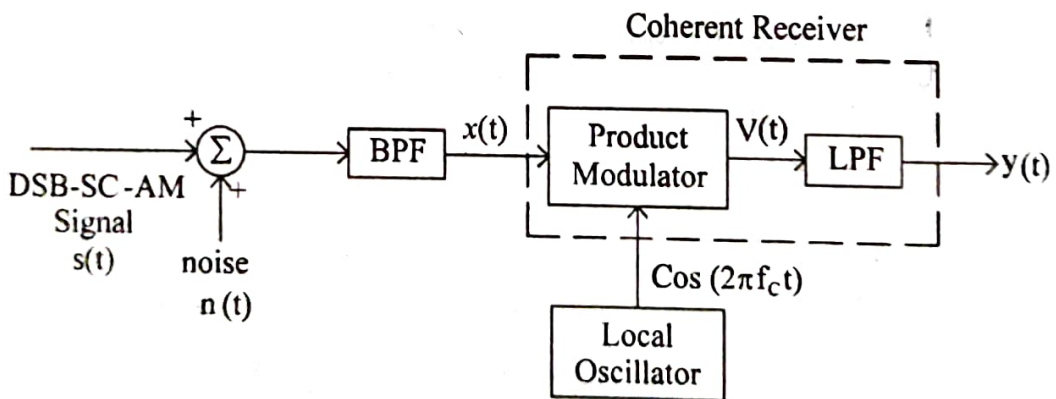 Coherent Receiver
+
Σ
+
BPF
x(t)
Product
Modulator
V(t)
LPF
y(t)
DSB-SC-AM
Signal
s(t)
noise
n(t)
Cos (2πf_ct)
Local
Oscillator